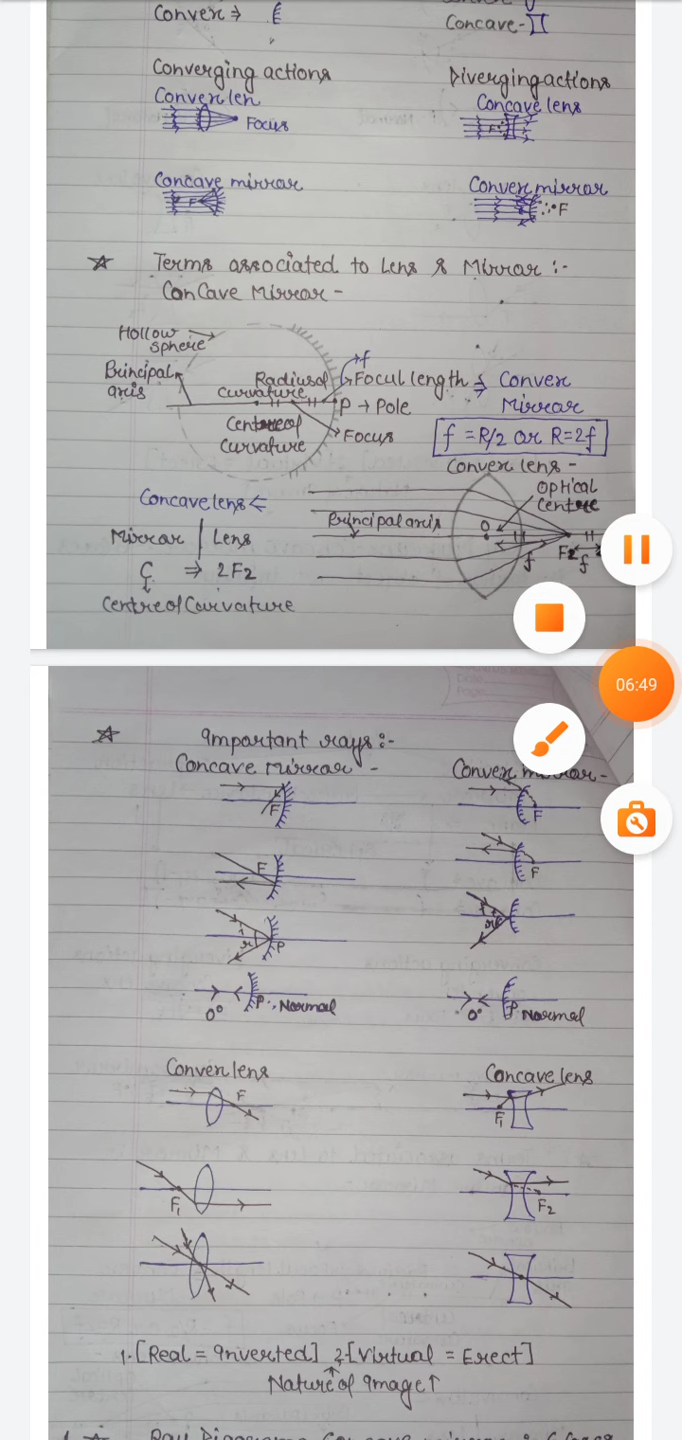 Convex ⇒
Concave -
Converging actions
Diverging actions
Convex len
Concave lens
Focus
F
Concave mirror
Convex mirror
F
F
☆ Terms associated to Lens & Mirror :-
ConCave Mirror -
Hollow sphere
Principal axis
Radius of curvature
f
Focul length ⇒ Convex Mirror
P → Pole
Centre of Curvature
Focus
f = R/2 or R=2f
Convex lens -
Concave lens ⇐
Optical Centre
Principal axis
O
Mirror | Lens
f
F2
f
C ⇒ 2F2
Centre of Curvature
06:49
☆ Important rays :-
Concave Mirror -
F
F
F
F
i
r
P
i
r
0°
P ∴ Normal
0°
P Normal
Convex lens
Concave lens
F
F1
F1
F2
1. [Real = Inverted] 2. [Virtual = Erect]
Nature of Image ↑